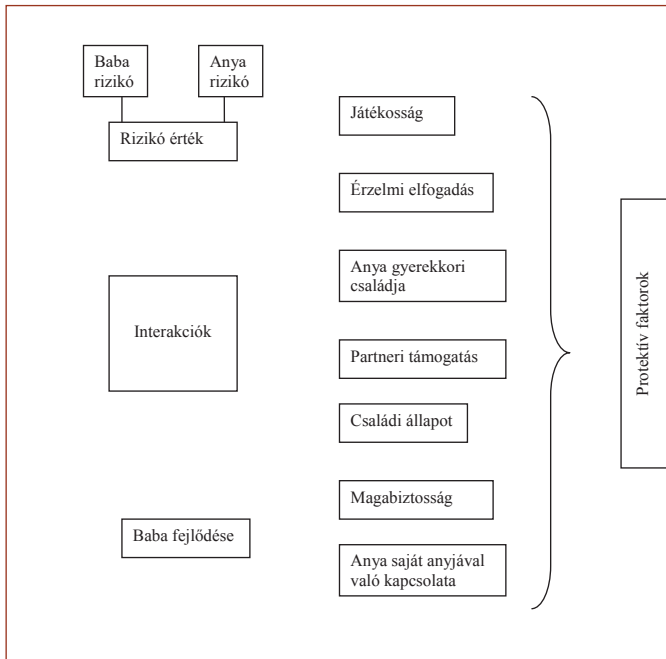 Baba
rizikó
Anya
rizikó
Rizikó érték
Interakciók
Baba fejlődése
Játékosság
Érzelmi elfogadás
Anya gyerekkori
családja
Partneri támogatás
Családi állapot
Magabiztosság
Anya saját anyjával
való kapcsolata
Protektív faktorok